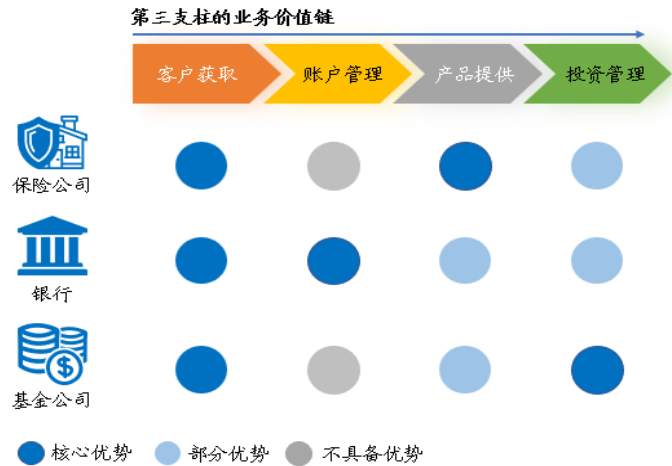 第三支柱的业务价值链
客户获取 账户管理 产品提供 投资管理
保险公司
银行
基金公司
核心优势 部分优势 不具备优势